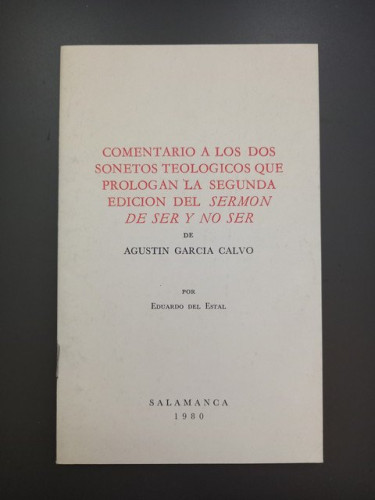 COMENTARIO A LOS DOS
SONETOS TEOLOGICOS QUE
PROLOGAN LA SEGUNDA
EDICION DEL SERMON
DE SER Y NO SER
DE
AGUSTIN GARCIA CALVO
POR
EDUARDO DEL ESTAL
SALAMANCA
1980